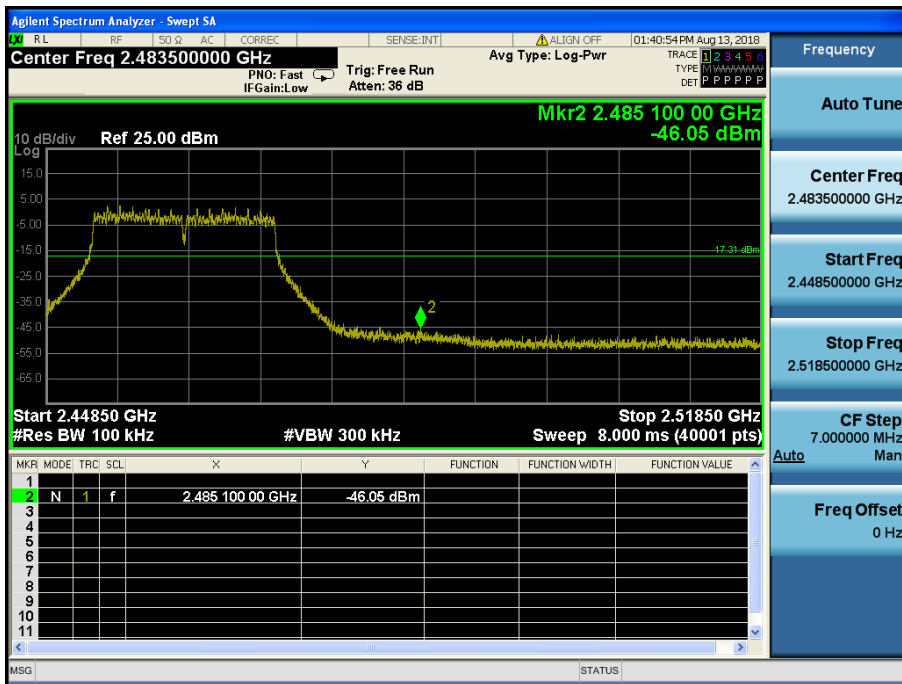 Agilent Spectrum Analyzer - Swept SA
LXI RL RF 50 Ω AC CORREC SENSE:INT ALIGN OFF 01:40:54 PM Aug 13, 2018
Center Freq 2.483500000 GHz
PNO: Fast
IFGain:Low
Trig: Free Run
Atten: 36 dB
Avg Type: Log-Pwr
TRACE 1 2 3 4 5 6
TYPE MWWWWW
DET P P P P P P
Mkr2 2.485 100 00 GHz
-46.05 dBm
10 dB/div Ref 25.00 dBm
Log
15.0
5.00
-5.00
-15.0
-17.31 dBm
-25.0
-35.0
2
-45.0
-55.0
-65.0
Start 2.44850 GHz Stop 2.51850 GHz
#Res BW 100 kHz #VBW 300 kHz Sweep 8.000 ms (40001 pts)
MKR MODE TRC SCL X Y FUNCTION FUNCTION WIDTH FUNCTION VALUE
1
2 N 1 f 2.485 100 00 GHz -46.05 dBm
3
4
5
6
7
8
9
10
11
MSG STATUS
Frequency
Auto Tune
Center Freq
2.483500000 GHz
Start Freq
2.448500000 GHz
Stop Freq
2.518500000 GHz
CF Step
7.000000 MHz
Auto Man
Freq Offset
0 Hz